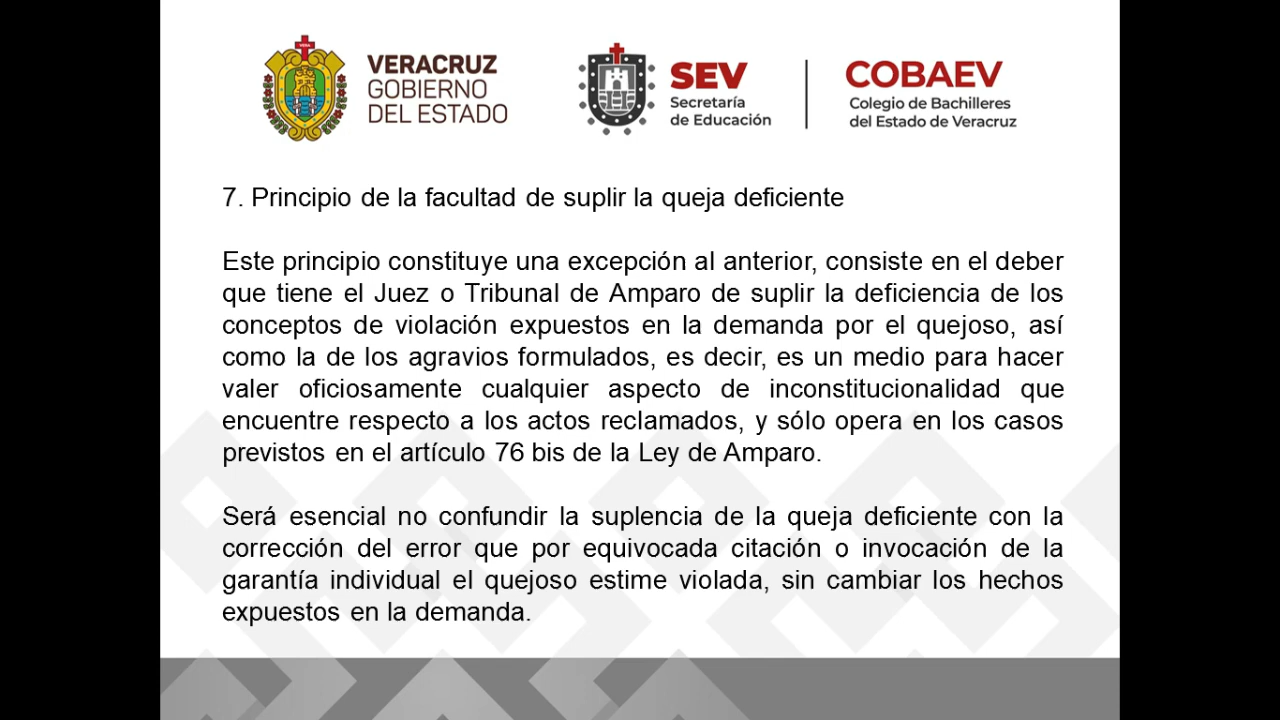 VERACRUZ
GOBIERNO
DEL ESTADO
SEV
Secretaría
de Educación
COBAEV
Colegio de Bachilleres
del Estado de Veracruz
7. Principio de la facultad de suplir la queja deficiente
Este principio constituye una excepción al anterior, consiste en el deber
que tiene el Juez o Tribunal de Amparo de suplir la deficiencia de los
conceptos de violación expuestos en la demanda por el quejoso, así
como la de los agravios formulados, es decir, es un medio para hacer
valer oficiosamente cualquier aspecto de inconstitucionalidad que
encuentre respecto a los actos reclamados, y sólo opera en los casos
previstos en el artículo 76 bis de la Ley de Amparo.
Será esencial no confundir la suplencia de la queja deficiente con la
corrección del error que por equivocada citación o invocación de la
garantía individual el quejoso estime violada, sin cambiar los hechos
expuestos en la demanda.